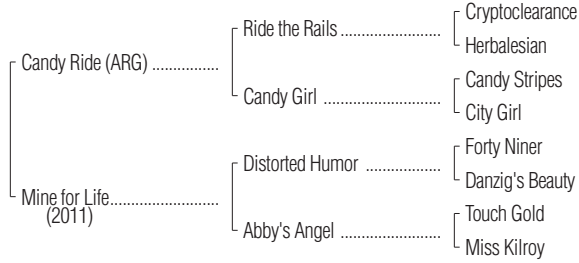 Cryptoclearance
Ride the Rails ..................
Herbalesian
Candy Ride (ARG) ................
Candy Stripes
Candy Girl .....................
City Girl
Forty Niner
Distorted Humor ..............
Danzig's Beauty
Mine for Life......................
(2011)
Touch Gold
Abby's Angel ..................
Miss Kilroy